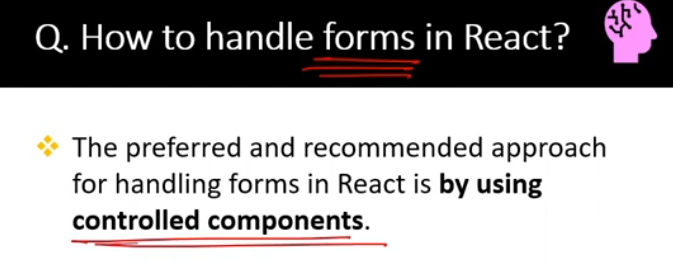 Q. How to handle forms in React?
The preferred and recommended approach
for handling forms in React is by using
controlled components.